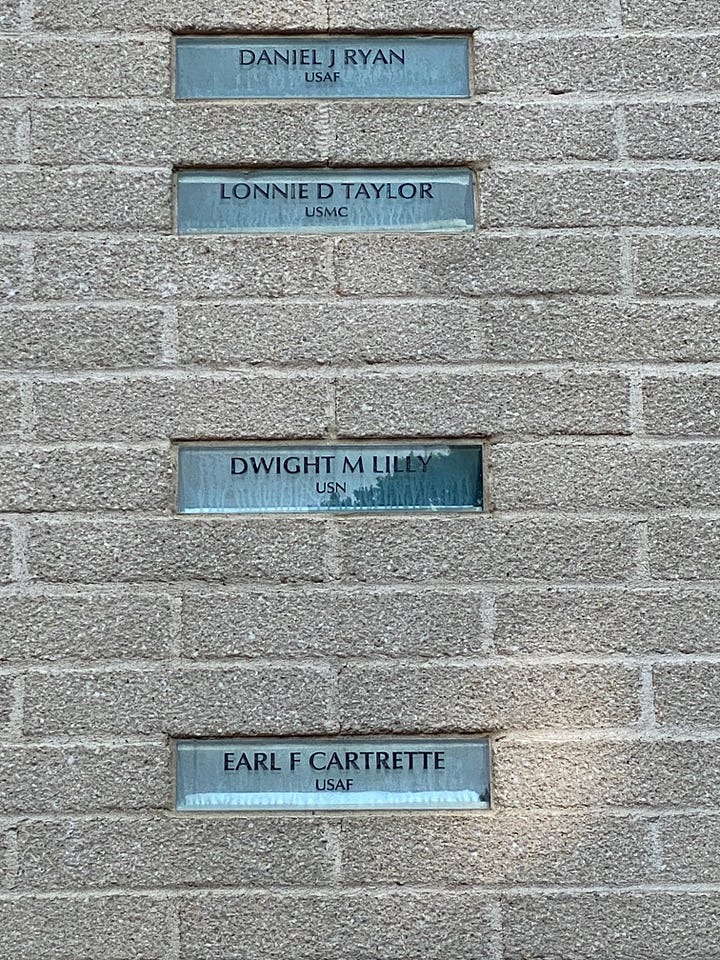 DANIEL J RYAN
USAF
LONNIE D TAYLOR
USMC
DWIGHT M LILLY
USN
EARL F CARTRETTE
USAF